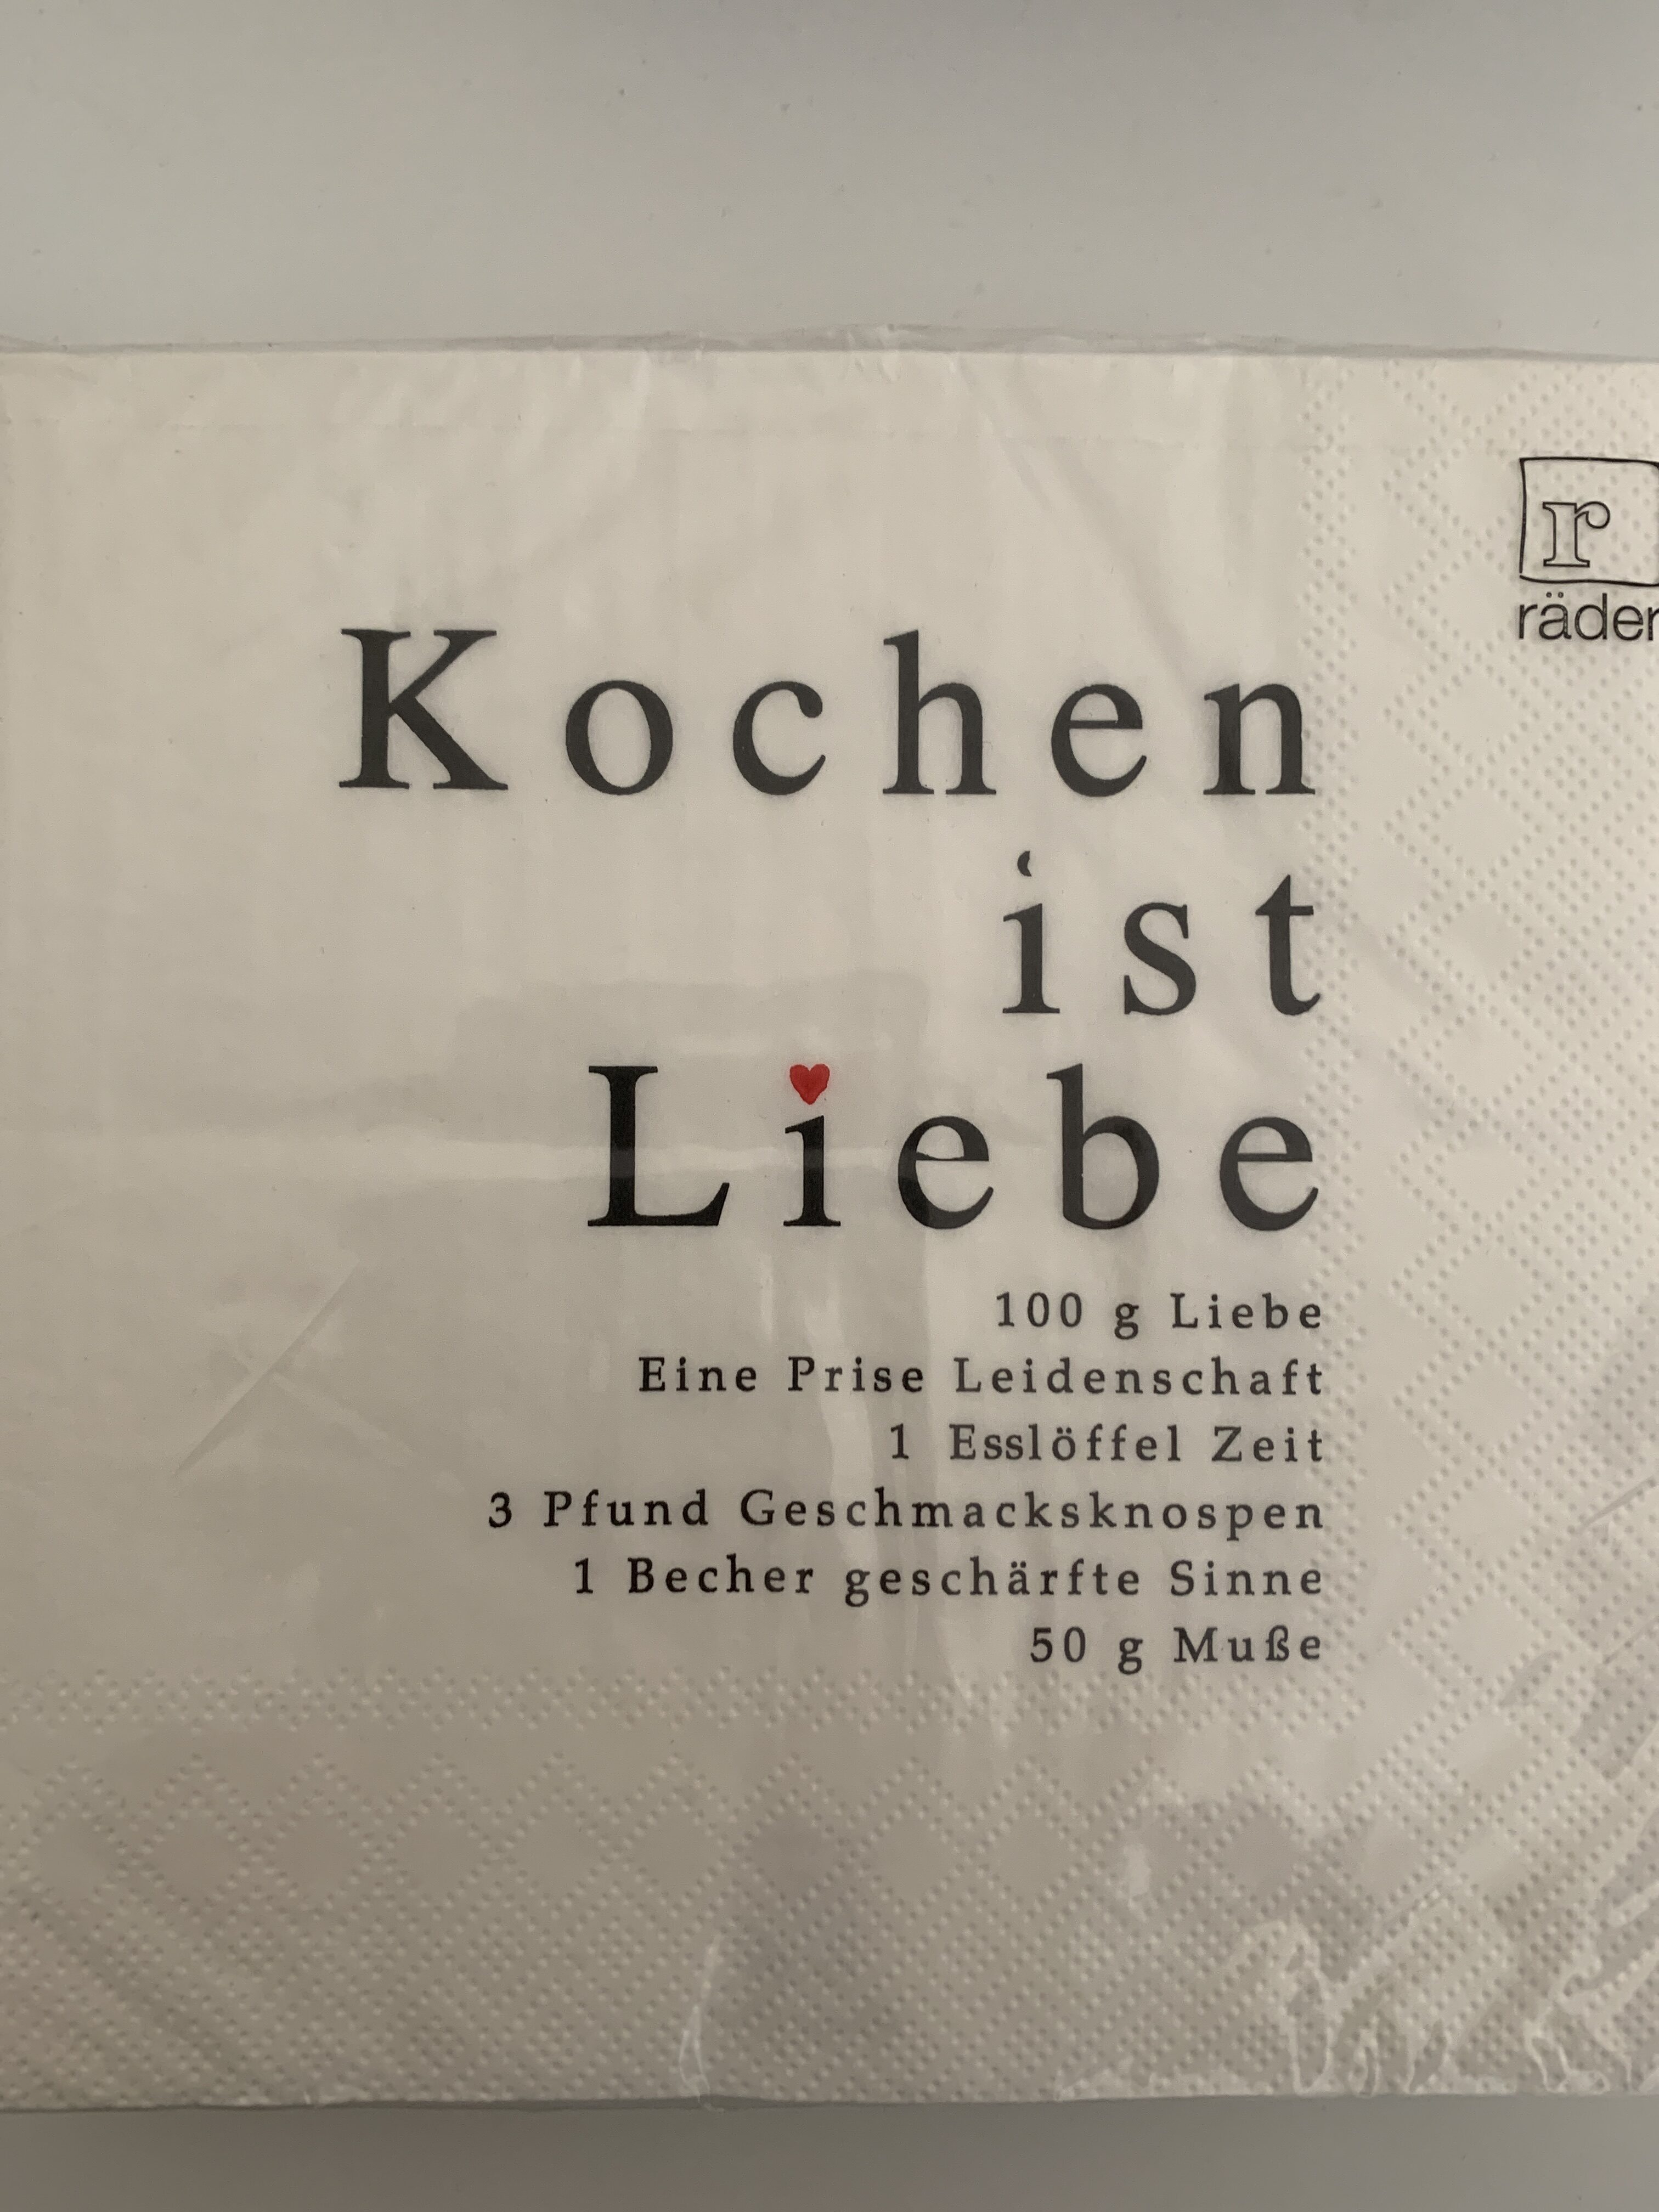 r
räder
Kochen
ist
Liebe
100 g Liebe
Eine Prise Leidenschaft
1 Esslöffel Zeit
3 Pfund Geschmacksknospen
1 Becher geschärfte Sinne
50 g Muße